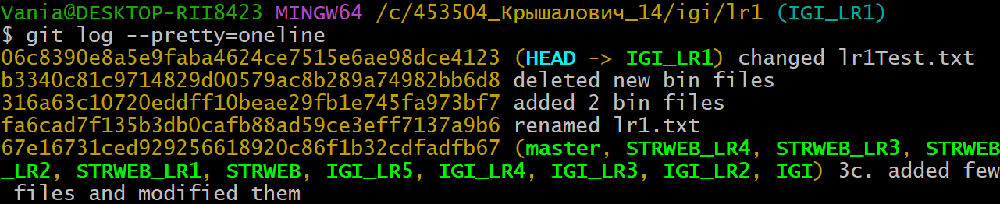 Vania@DESKTOP-RII8423 MINGW64 /c/453504_Крышалович_14/igi/lr1 (IGI_LR1)
$ git log --pretty=oneline
06c8390e8a5e9faba4624ce7515e6ae98dce4123 (HEAD -> IGI_LR1) changed lr1Test.txt
b3340c81c9714829d00579ac8b289a74982bb6d8 deleted new bin files
316a63c10720eddff10beae29fb1e745fa973bf7 added 2 bin files
fa6cad7f135b3db0cafb88ad59ce3eff7137a9b6 renamed lr1.txt
67e16731ced929256618920c86f1b32cdfadfb67 (master, STRWEB_LR4, STRWEB_LR3, STRWEB
_LR2, STRWEB_LR1, STRWEB, IGI_LR5, IGI_LR4, IGI_LR3, IGI_LR2, IGI) 3c. added few
 files and modified them